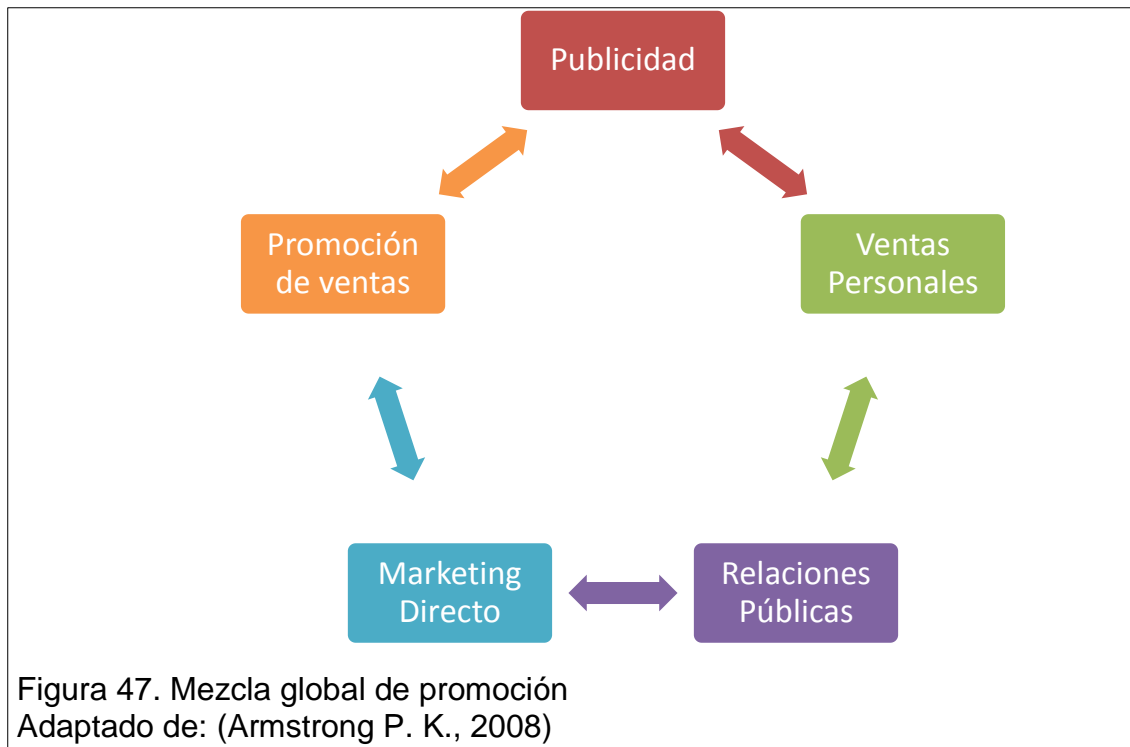 Publicidad
Promoción
de ventas
Ventas
Personales
Marketing
Directo
Relaciones
Públicas
Figura 47. Mezcla global de promoción
Adaptado de: (Armstrong P. K., 2008)